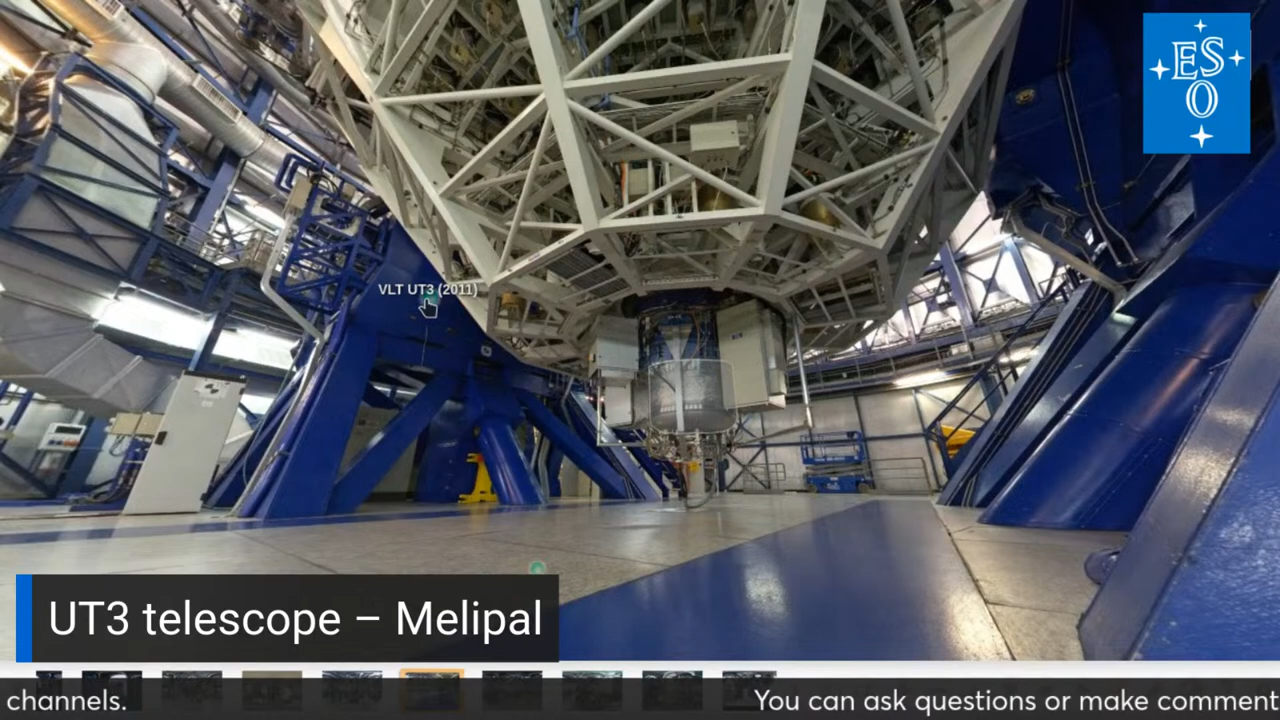 ESO
VLT UT3 (2011)
UT3 telescope – Melipal
channels.
You can ask questions or make comment